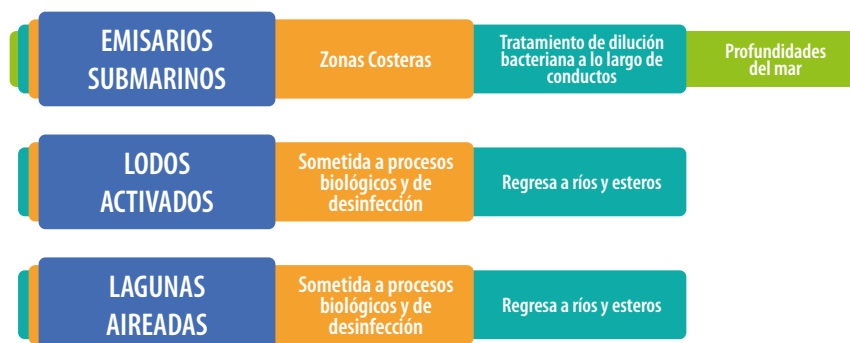 EMISARIOS
SUBMARINOS
Zonas Costeras
Tratamiento de dilución
bacteriana a lo largo de
conductos
Profundidades
del mar
LODOS
ACTIVADOS
Sometida a procesos
biológicos y de
desinfección
Regresa a ríos y esteros
LAGUNAS
AIREADAS
Sometida a procesos
biológicos y de
desinfección
Regresa a ríos y esteros